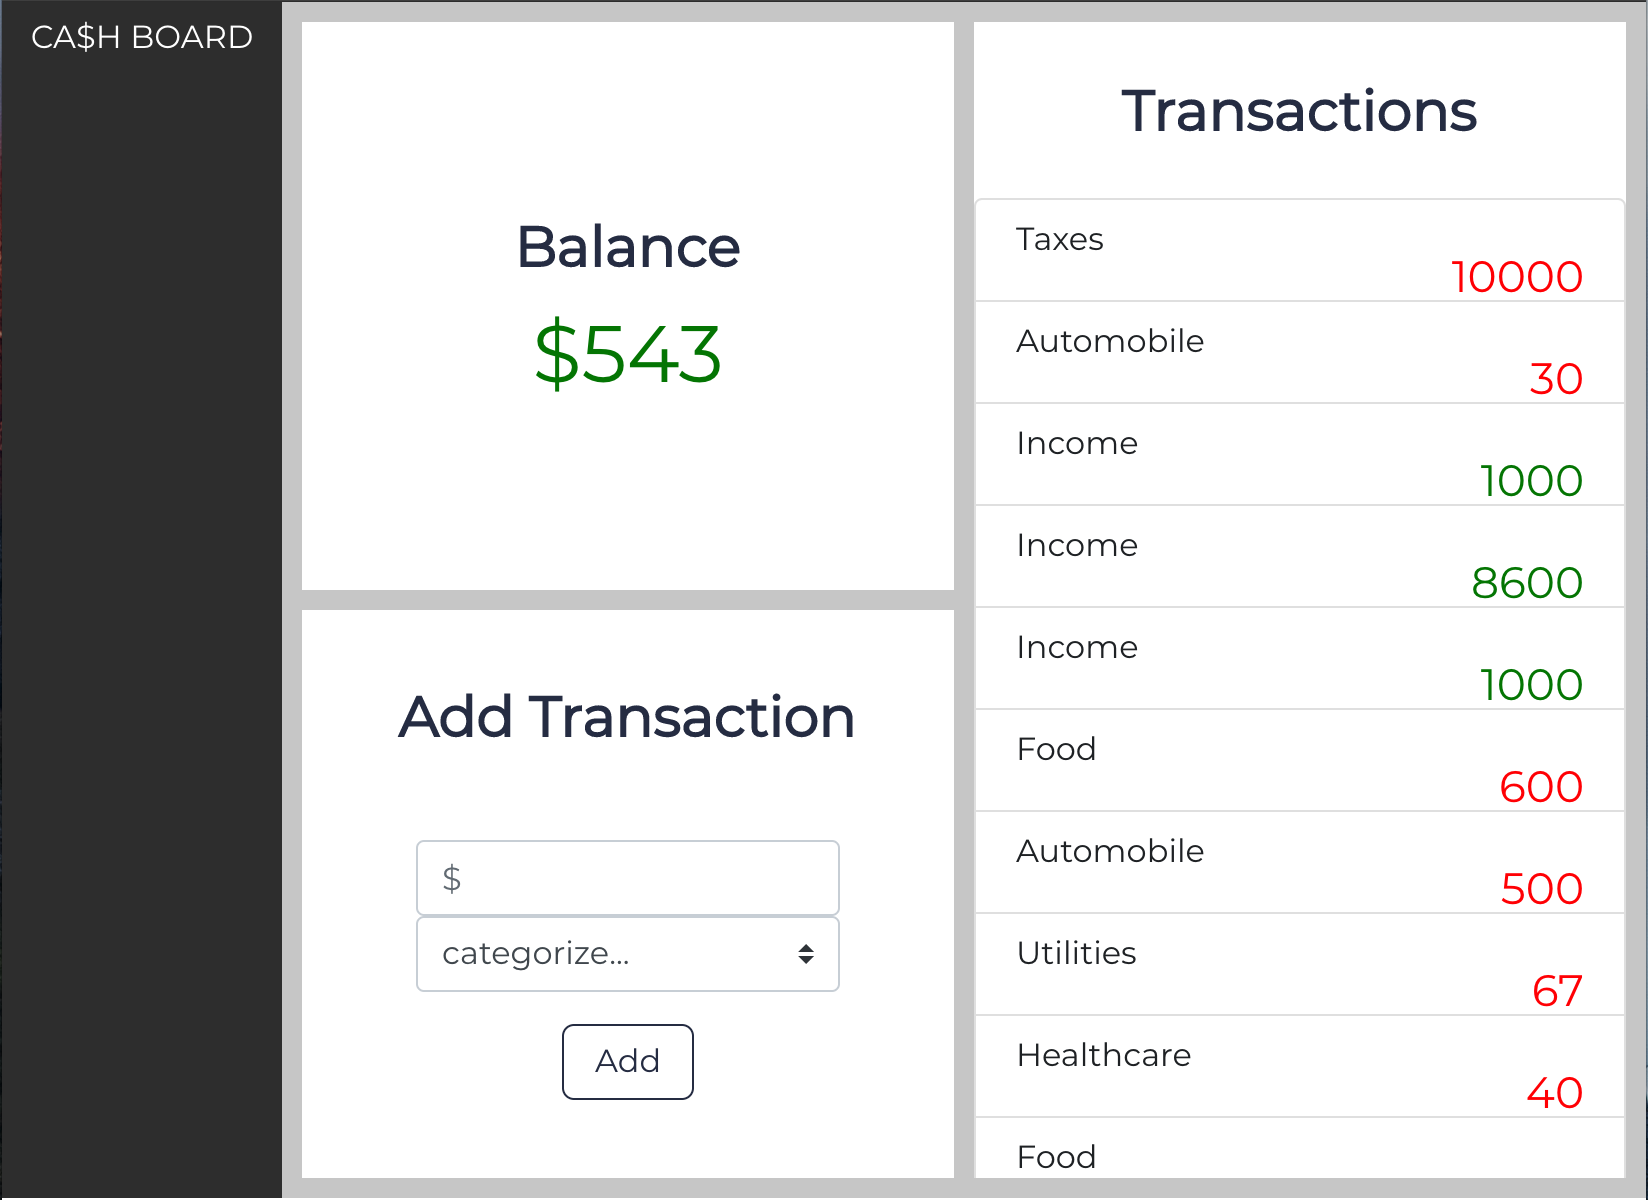 CA$H BOARD
Balance
$543
Add Transaction
$
categorize...
Add
Transactions
Taxes
10000
Automobile
30
Income
1000
Income
8600
Income
1000
Food
600
Automobile
500
Utilities
67
Healthcare
40
Food